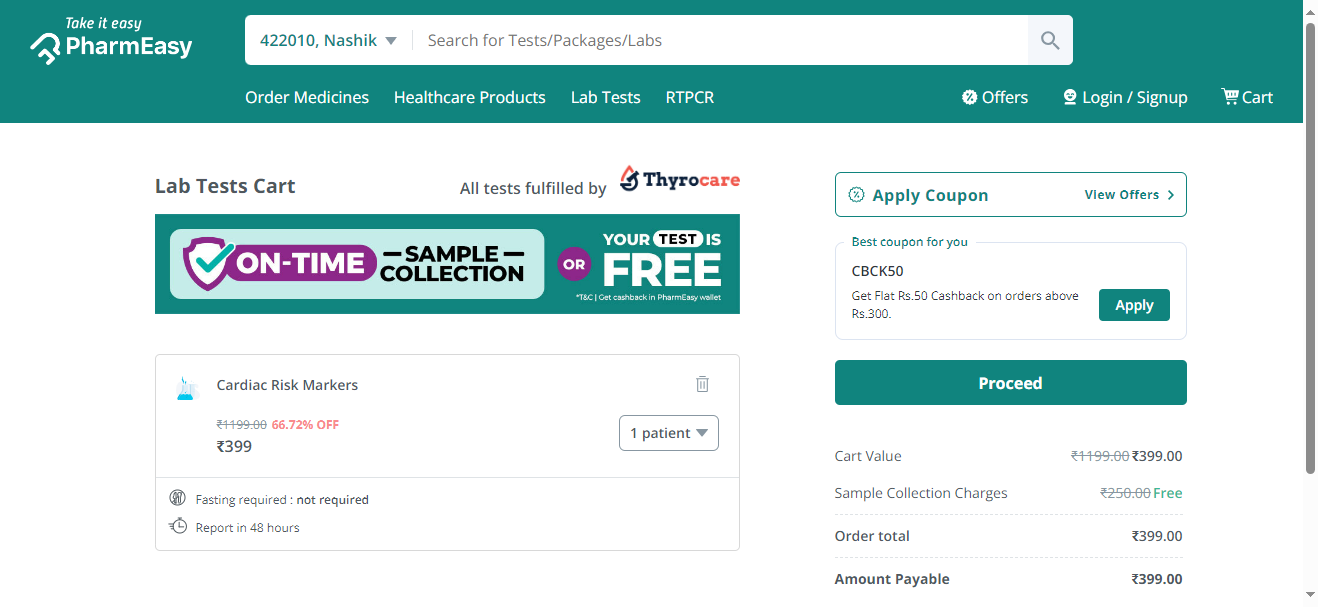 Take it easy
PharmEasy
422010, Nashik
Search for Tests/Packages/Labs
Order Medicines
Healthcare Products
Lab Tests
RTPCR
Offers
Login / Signup
Cart
Lab Tests Cart
All tests fulfilled by Thyrocare
ON-TIME
SAMPLE
COLLECTION
OR
YOUR TEST IS
FREE
*T&C | Get cashback in PharmEasy wallet
Cardiac Risk Markers
₹1199.00 66.72% OFF
₹399
1 patient
Fasting required : not required
Report in 48 hours
Apply Coupon
View Offers
Best coupon for you
CBCK50
Get Flat Rs.50 Cashback on orders above
Rs.300.
Apply
Proceed
Cart Value ₹1199.00 ₹399.00
Sample Collection Charges ₹250.00 Free
Order total ₹399.00
Amount Payable ₹399.00